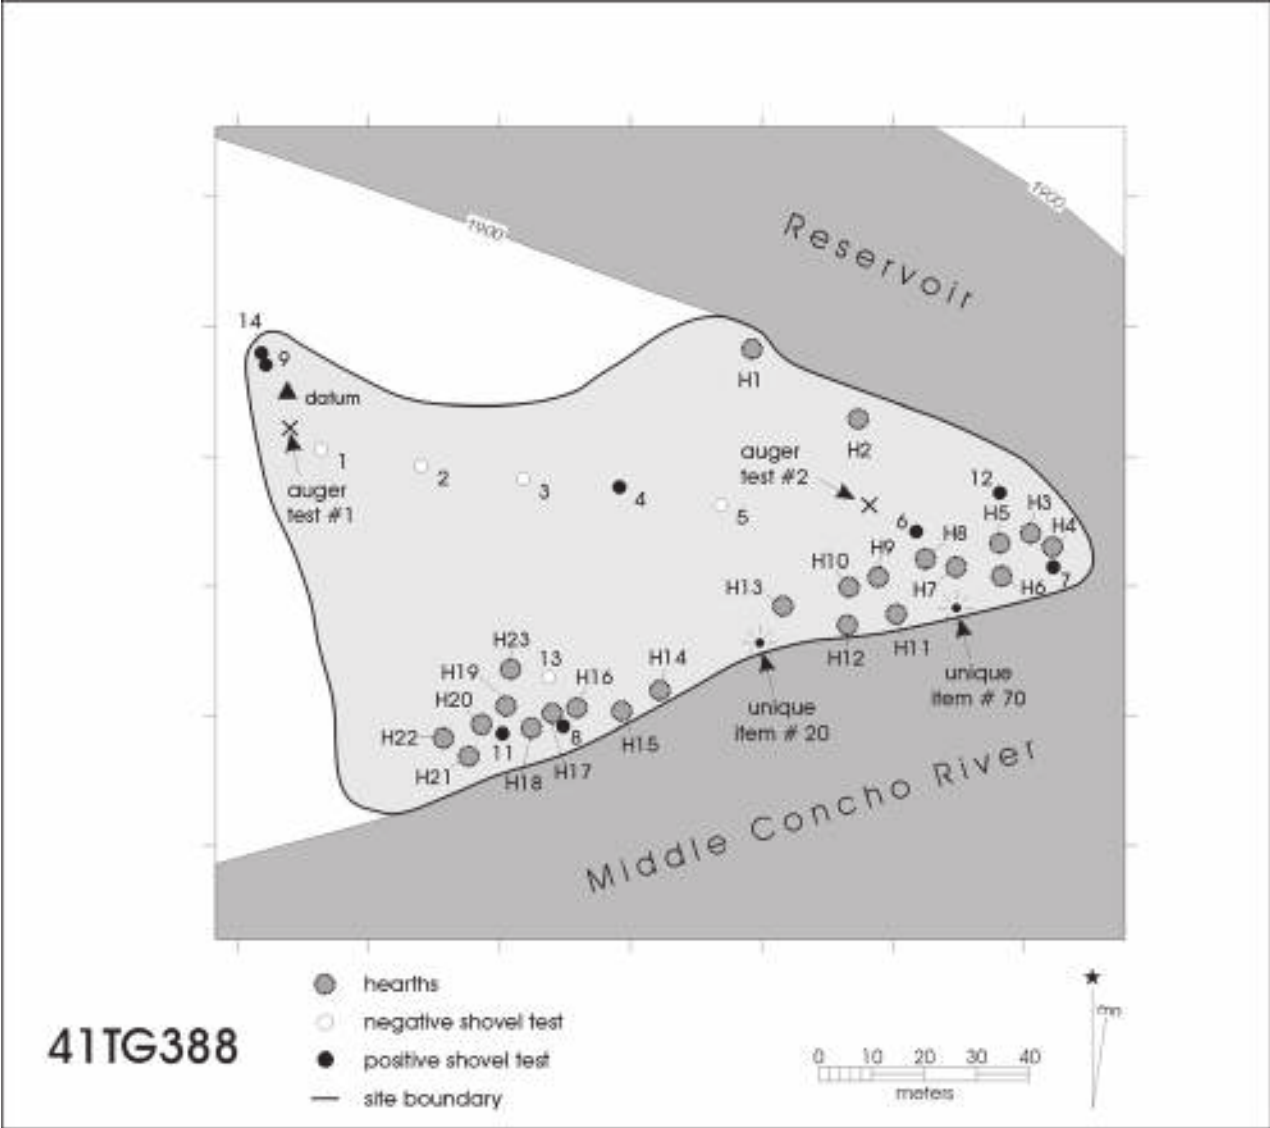 1900
1900
Reservoir
14
9
datum
H1
H2
auger
test #2
auger
test #1
1
2
3
4
5
6
12
H3
H4
H5
H8
H9
H10
H13
H7
H6
7
H12
H11
unique
item # 70
unique
item # 20
H23
13
H14
H19
H16
H20
H22
11
8
H15
H21
H18
H17
Middle Concho River
hearths
negative shovel test
positive shovel test
site boundary
41TG388
0 10 20 30 40
meters
mn